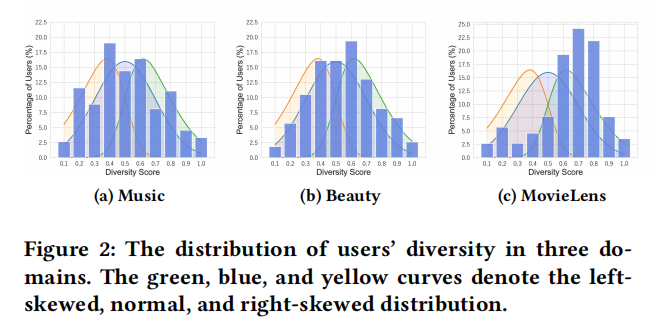 22.5
20.0
17.5
15.0
12.5
10.0
7.5
5.0
2.5
0.0
Percentage of Users (%)
0.1 0.2 0.3 0.4 0.5 0.6 0.7 0.8 0.9 1.0
Diversity Score
(a) Music
22.5
20.0
17.5
15.0
12.5
10.0
7.5
5.0
2.5
0.0
Percentage of Users (%)
0.1 0.2 0.3 0.4 0.5 0.6 0.7 0.8 0.9 1.0
Diversity Score
(b) Beauty
25.0
22.5
20.0
17.5
15.0
12.5
10.0
7.5
5.0
2.5
0.0
Percentage of Users (%)
0.1 0.2 0.3 0.4 0.5 0.6 0.7 0.8 0.9 1.0
Diversity Score
(c) MovieLens
Figure 2: The distribution of users' diversity in three do-
mains. The green, blue, and yellow curves denote the left-
skewed, normal, and right-skewed distribution.